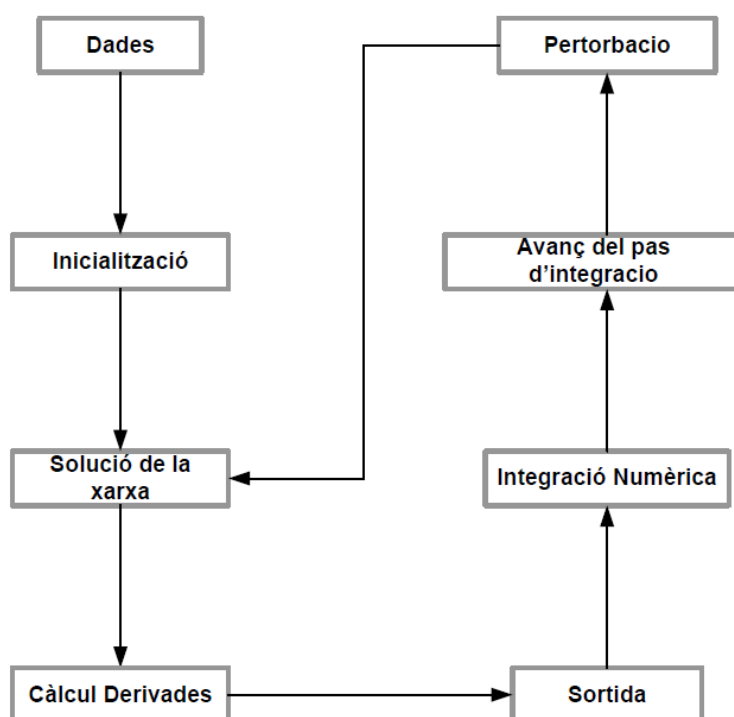 Dades
Pertorbacio
Inicialització
Avanç del pas
d’integracio
Solució de la
xarxa
Integració Numèrica
Càlcul Derivades
Sortida